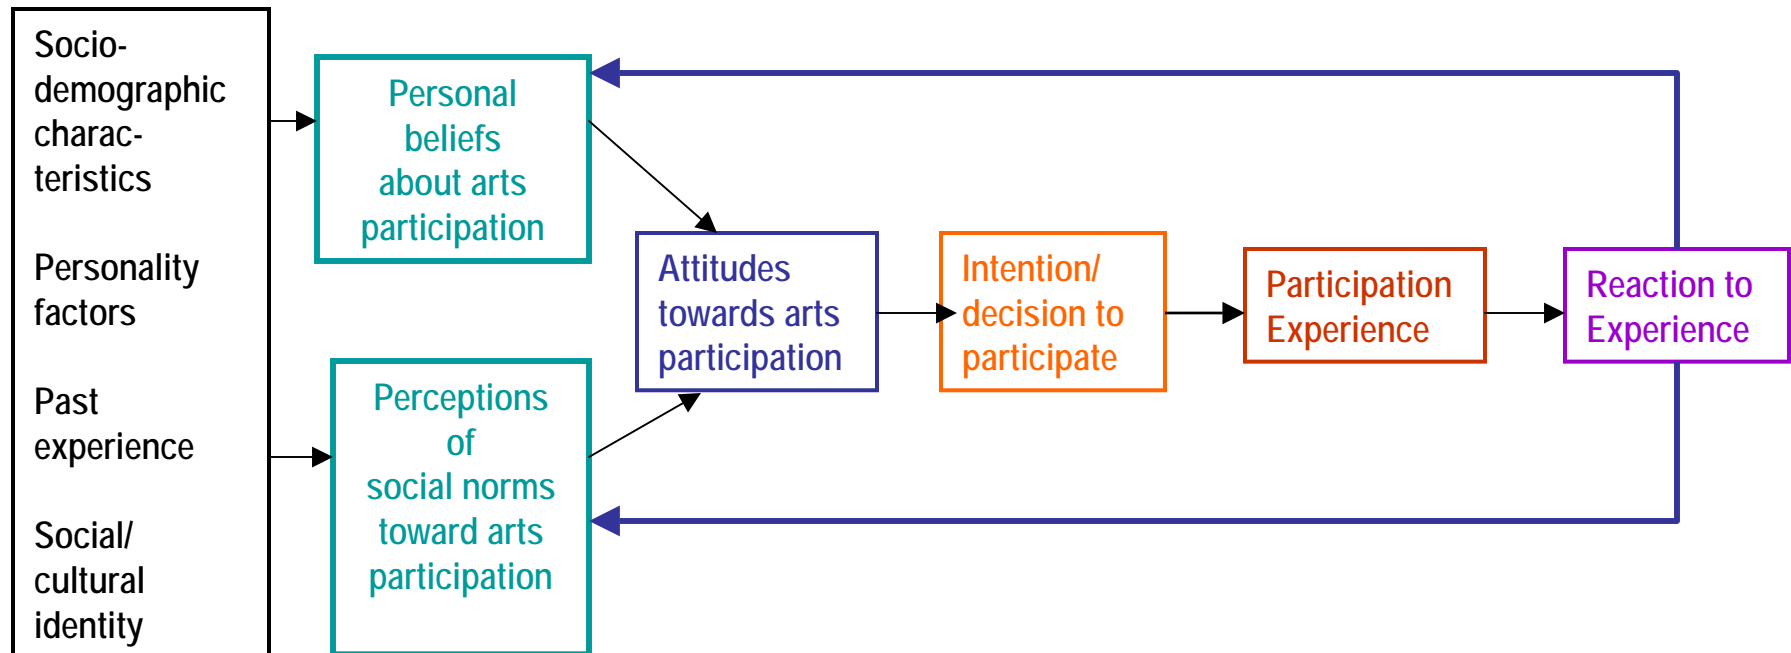 Socio-
demographic
charac-
teristics
Personality
factors
Past
experience
Social/
cultural
identity
Personal
beliefs
about arts
participation
Perceptions
of
social norms
toward arts
participation
Attitudes
towards arts
participation
Intention/
decision to
participate
Participation
Experience
Reaction to
Experience